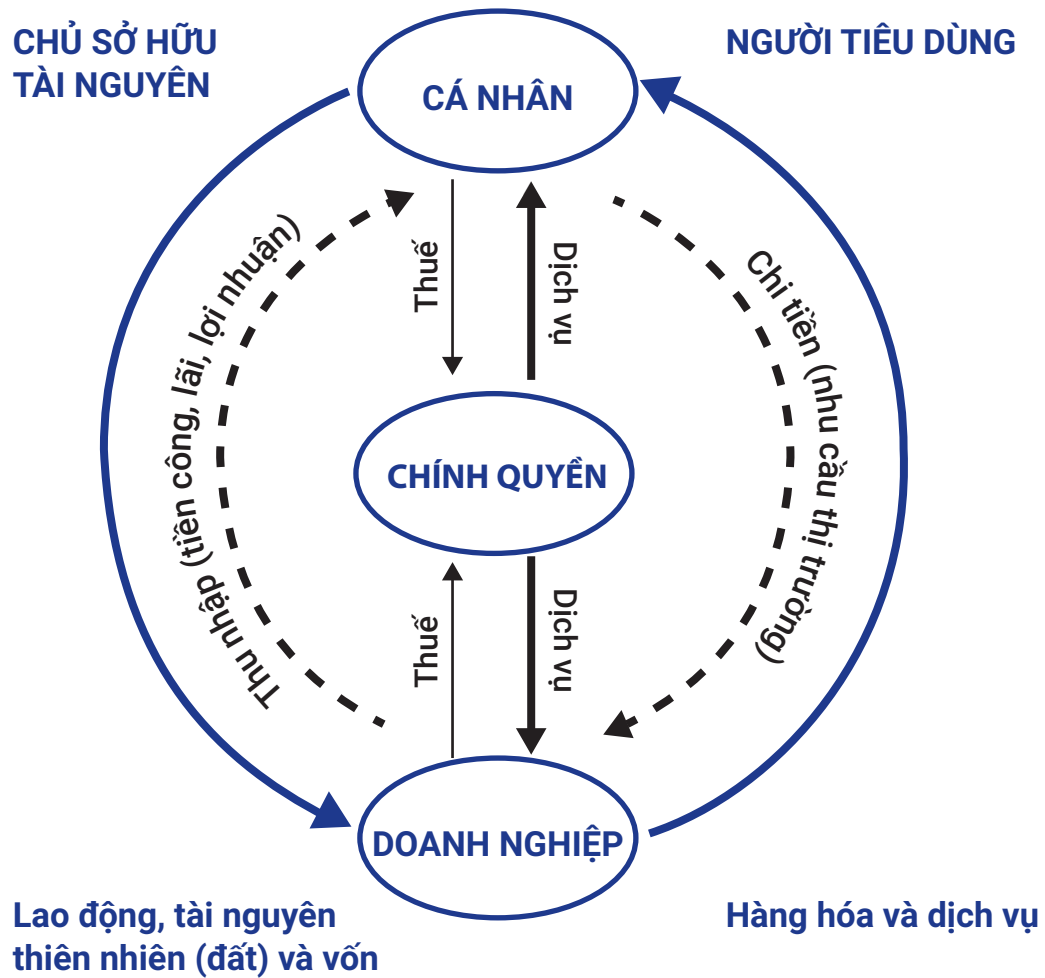 CHỦ SỞ HỮU
TÀI NGUYÊN
NGƯỜI TIÊU DÙNG
CÁ NHÂN
Thuế
Dịch vụ
Thu nhập (tiền công, lãi, lợi nhuận)
Chi tiền (nhu cầu thị trường)
CHÍNH QUYỀN
Thuế
Dịch vụ
DOANH NGHIỆP
Lao động, tài nguyên
thiên nhiên (đất) và vốn
Hàng hóa và dịch vụ